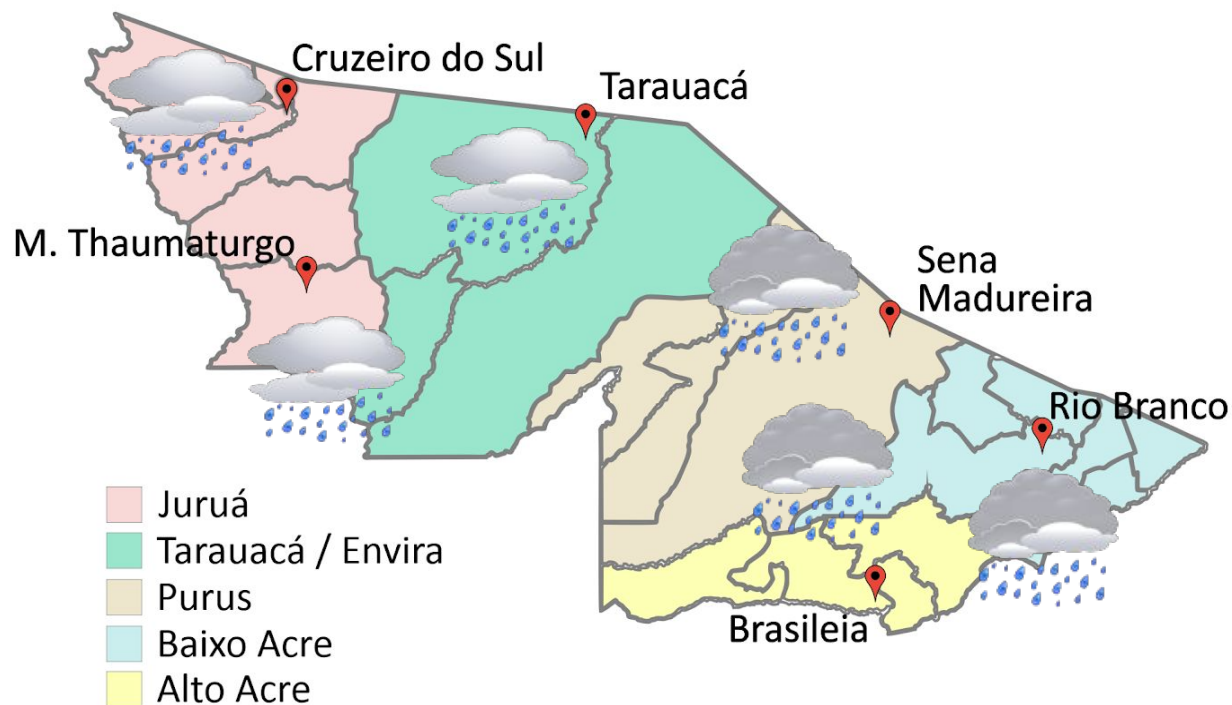 Cruzeiro do Sul
Tarauacá
M. Thaumaturgo
Sena
Madureira
Rio Branco
Brasileia
Juruá
Tarauacá / Envira
Purus
Baixo Acre
Alto Acre